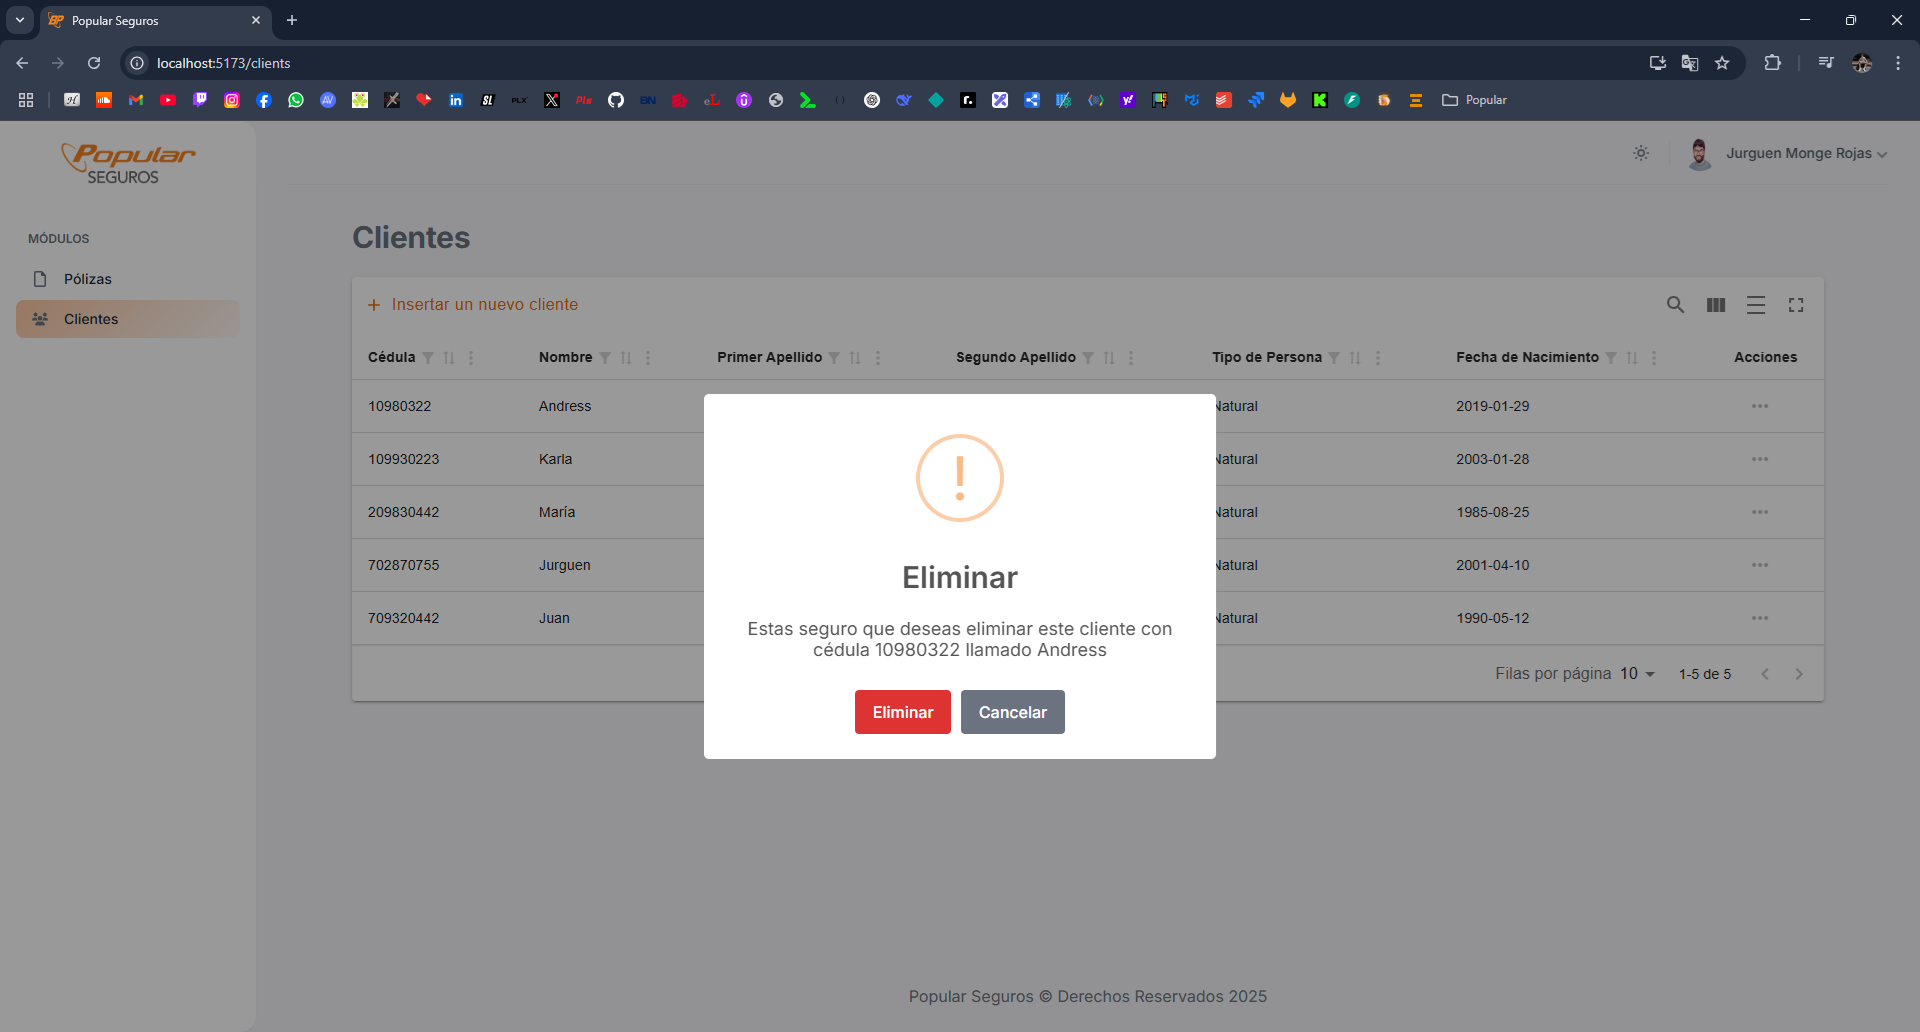 Popular Seguros
localhost:5173/clients
Popular
Popular
SEGUROS
Jurguen Monge Rojas
MÓDULOS
Pólizas
Clientes
Clientes
+ Insertar un nuevo cliente
Cédula Nombre Primer Apellido Segundo Apellido Tipo de Persona Fecha de Nacimiento Acciones
10980322 Andress Natural 2019-01-29
109930223 Karla Natural 2003-01-28
209830442 María Natural 1985-08-25
702870755 Jurguen Natural 2001-04-10
709320442 Juan Natural 1990-05-12
Filas por página 10 1-5 de 5
!
Eliminar
Estas seguro que deseas eliminar este cliente con
cédula 10980322 llamado Andress
Eliminar Cancelar
Popular Seguros © Derechos Reservados 2025